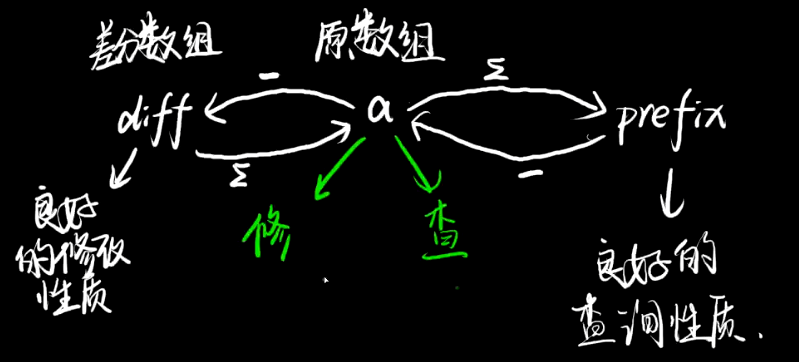 差分数组
原数组
-
Σ
diff
a
prefix
Σ
-
修
查
良好
的修改
性质
良好的
查询性质.